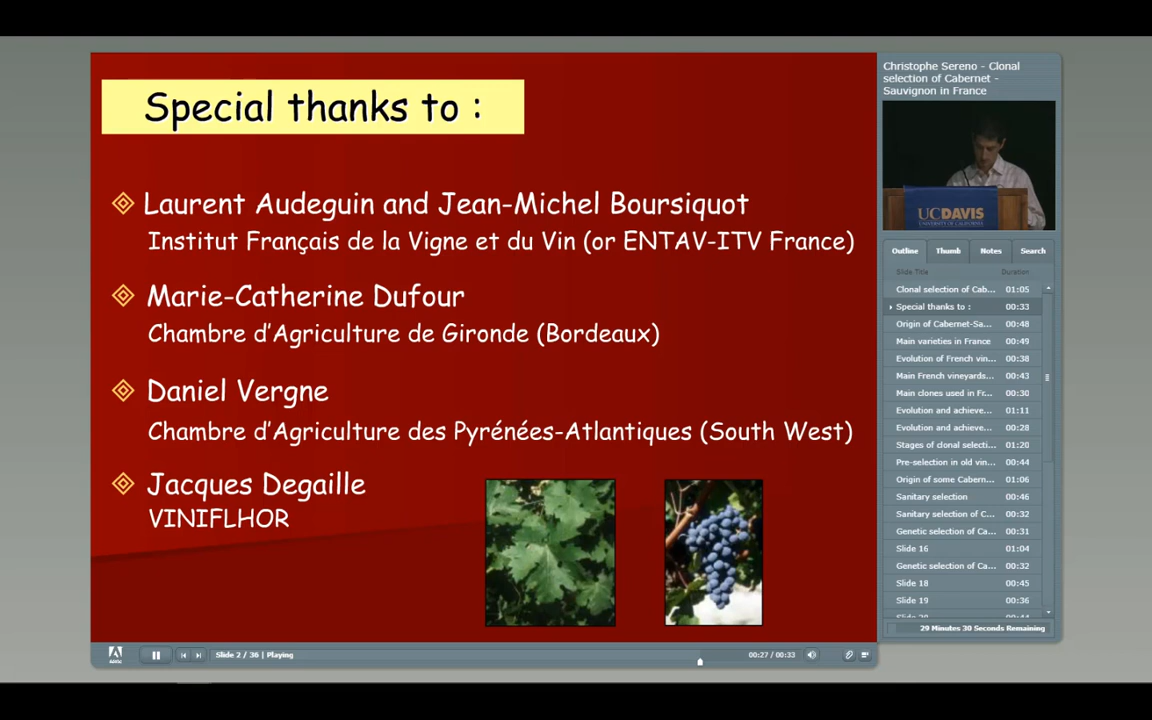 Special thanks to :
Laurent Audeguin and Jean-Michel Boursiquot
Institut Français de la Vigne et du Vin (or ENTAV-ITV France)
Marie-Catherine Dufour
Chambre d'Agriculture de Gironde (Bordeaux)
Daniel Vergne
Chambre d'Agriculture des Pyrénées-Atlantiques (South West)
Jacques Degaille
VINIFLHOR
Christophe Sereno - Clonal
selection of Cabernet -
Sauvignon in France
UCDAVIS
UNIVERSITY OF CALIFORNIA
Outline Thumb Notes Search
Slide Title Duration
Clonal selection of Cab... 01:05
Special thanks to : 00:33
Origin of Cabernet-Sa... 00:48
Main varieties in France 00:49
Evolution of French vin... 00:38
Main French vineyards... 00:43
Main clones used in Fr... 00:30
Evolution and achieve... 01:11
Evolution and achieve... 00:28
Stages of clonal selecti... 01:20
Pre-selection in old vin... 00:44
Origin of some Cabern... 01:06
Sanitary selection 00:46
Sanitary selection of C... 00:32
Genetic selection of Ca... 00:31
Slide 16 01:04
Genetic selection of Ca... 00:32
Slide 18 00:45
Slide 19 00:36
29 Minutes 30 Seconds Remaining
Slide 2 / 36 | Playing 00:27 / 00:33